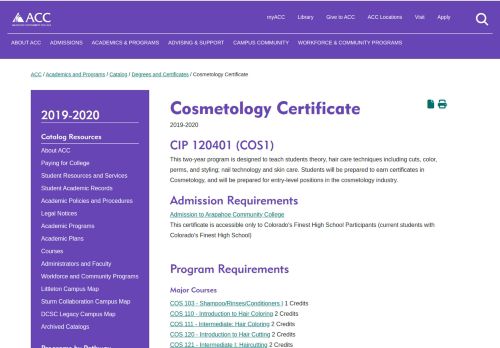 ACC
myACC
Library
Give to ACC
ACC Locations
Visit
Apply
ABOUT ACC
ADMISSIONS
ACADEMICS & PROGRAMS
ADVISING & SUPPORT
CAMPUS COMMUNITY
WORKFORCE & COMMUNITY PROGRAMS
ACC / Academics and Programs / Catalog / Degrees and Certificates / Cosmetology Certificate
2019-2020
Catalog Resources
About ACC
Paying for College
Student Resources and Services
Student Academic Records
Academic Policies and Procedures
Legal Notices
Academic Programs
Academic Plans
Courses
Administrators and Faculty
Workforce and Community Programs
Littleton Campus Map
Sturm Collaboration Campus Map
DCSC Legacy Campus Map
Archived Catalogs
Programs by Pathway
Cosmetology Certificate
2019-2020
CIP 120401 (COS1)
This two-year program is designed to teach students theory, hair care techniques including cuts, color,
perms, and styling; nail technology and skin care. Students will be prepared to earn certificates in
Cosmetology, and will be prepared for entry-level positions in the cosmetology industry.
Admission Requirements
Admission to Arapahoe Community College
This certificate is accessible only to Colorado's Finest High School Participants (current students with
Colorado's Finest High School)
Program Requirements
Major Courses
COS 103 - Shampoo/Rinses/Conditioners I 1 Credits
COS 110 - Introduction to Hair Coloring 2 Credits
COS 111 - Intermediate: Hair Coloring 2 Credits
COS 120 - Introduction to Hair Cutting 2 Credits
COS 121 - Intermediate I: Haircutting 2 Credits